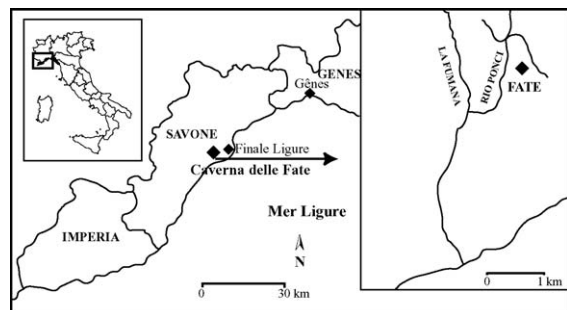 GENES
Gênes
SAVONE
Finale Ligure
Caverna delle Fate
Mer Ligure
IMPERIA
N
0 30 km
LA FUMANA
RIO PONCI
FATE
0 1 km